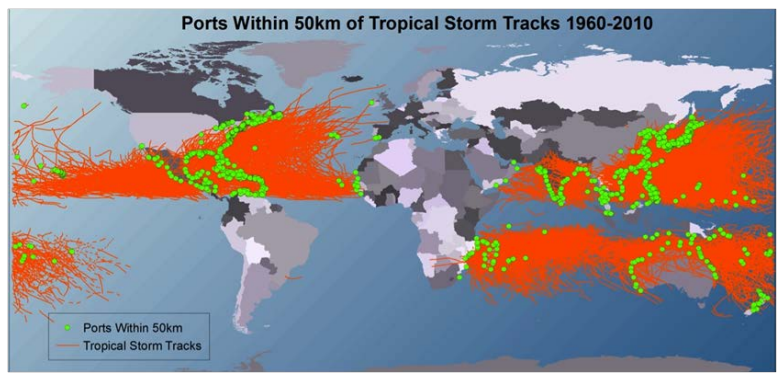 Ports Within 50km of Tropical Storm Tracks 1960-2010
Ports Within 50km
Tropical Storm Tracks